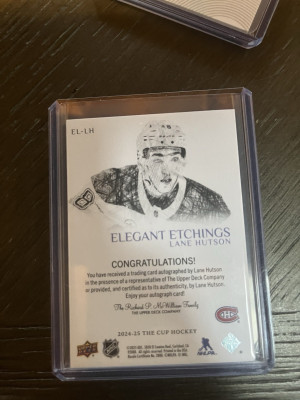 EL-LH
ELEGANT ETCHINGS
LANE HUTSON
CONGRATULATIONS!
You have received a trading card autographed by Lane Hutson
in the presence of a representative of The Upper Deck Company
or provided, and certified as to its authenticity, by Lane Hutson.
Enjoy your autograph card!
The Richard P. McWilliam Family
THE UPPER DECK COMPANY
2024-25 THE CUP HOCKEY